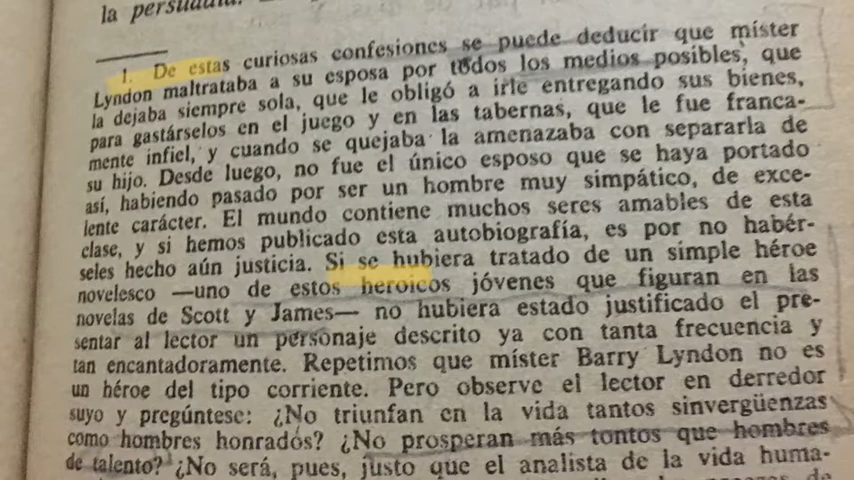 la persuadía.
1. De estas curiosas confesiones se puede deducir que míster
Lyndon maltrataba a su esposa por todos los medios posibles, que
la dejaba siempre sola, que le obligó a irle entregando sus bienes,
para gastárselos en el juego y en las tabernas, que le fue franca-
mente infiel, y cuando se quejaba la amenazaba con separarla de
su hijo. Desde luego, no fue el único esposo que se haya portado
así, habiendo pasado por ser un hombre muy simpático, de exce-
lente carácter. El mundo contiene muchos seres amables de esta
clase, y si hemos publicado esta autobiografía, es por no habér-
seles hecho aún justicia. Si se hubiera tratado de un simple héroe
novelesco —uno de estos heroicos jóvenes que figuran en las
novelas de Scott y James— no hubiera estado justificado el pre-
sentar al lector un personaje descrito ya con tanta frecuencia y
tan encantadoramente. Repetimos que míster Barry Lyndon no es
un héroe del tipo corriente. Pero observe el lector en derredor
suyo y pregúntese: ¿No triunfan en la vida tantos sinvergüenzas
como hombres honrados? ¿No prosperan más tontos que hombres
de talento? ¿No será, pues, justo que el analista de la vida huma-